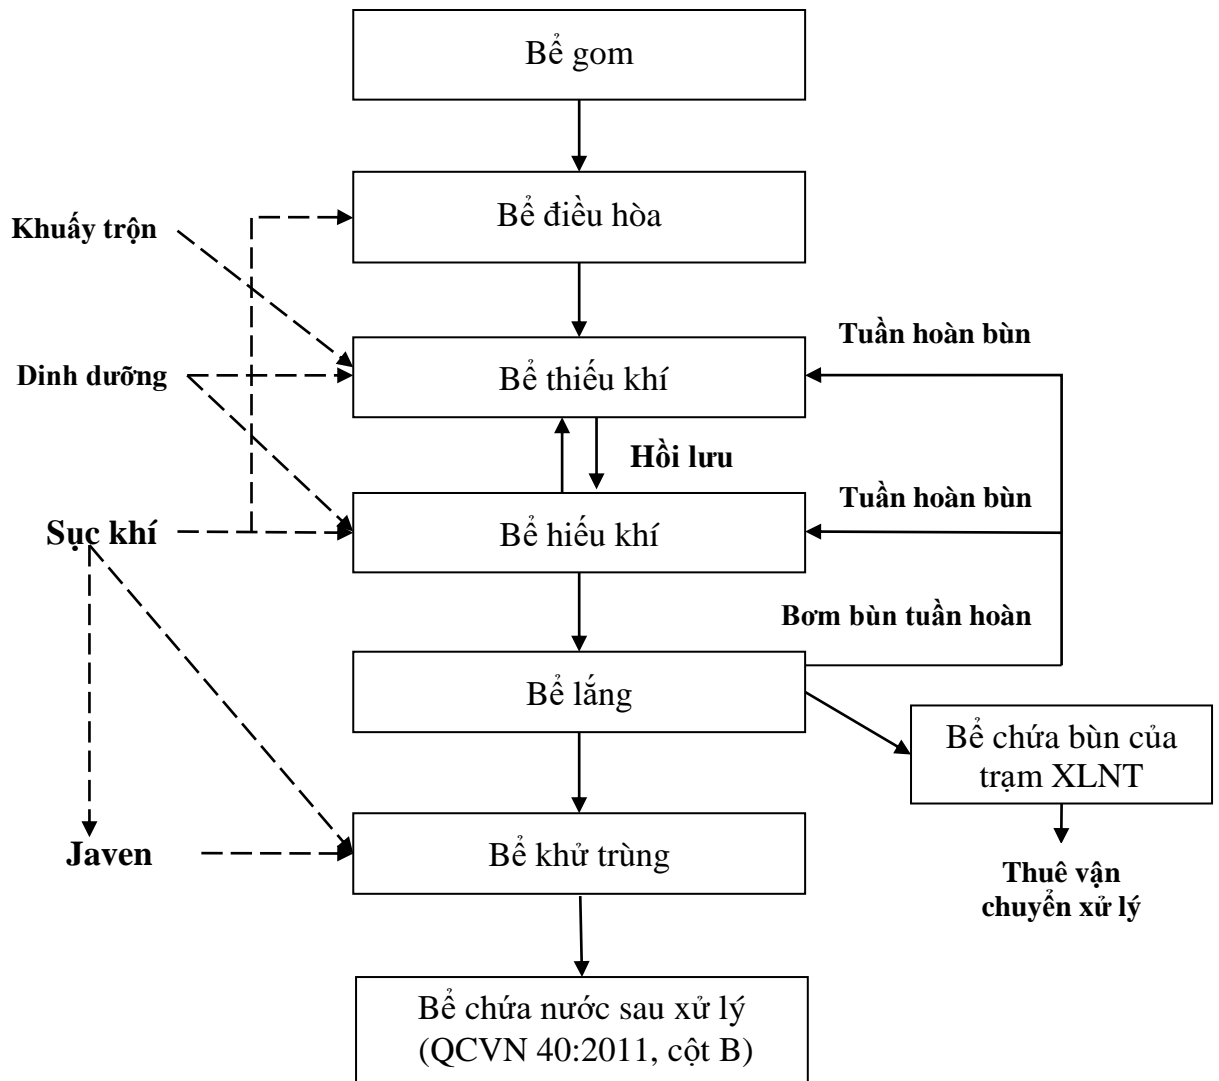 Bể gom
Bể điều hòa
Khuấy trộn
Tuần hoàn bùn
Dinh dưỡng
Bể thiếu khí
Hồi lưu
Tuần hoàn bùn
Sục khí
Bể hiếu khí
Bơm bùn tuần hoàn
Bể lắng
Bể chứa bùn của
trạm XLNT
Javen
Bể khử trùng
Thuê vận
chuyển xử lý
Bể chứa nước sau xử lý
(QCVN 40:2011, cột B)